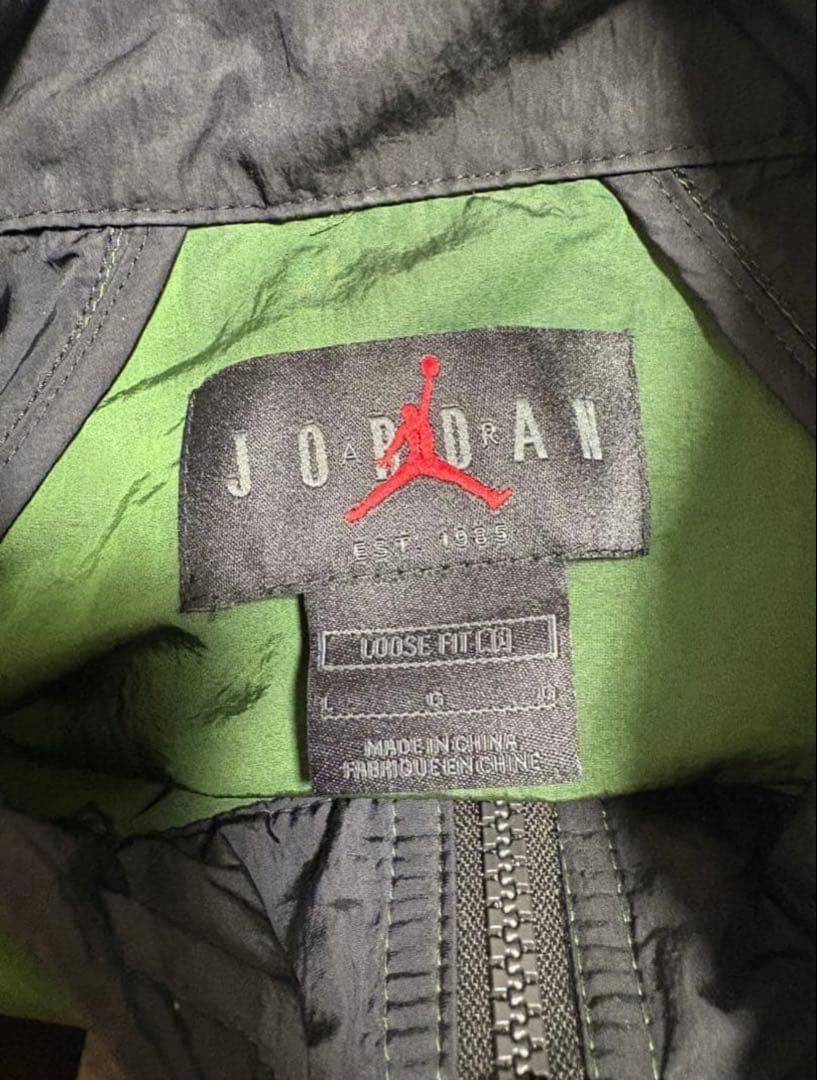 JORDAN
AIR
EST. 1985
LOOSE FIT
L G G
MADE IN CHINA
FABRIQUE EN CHINE